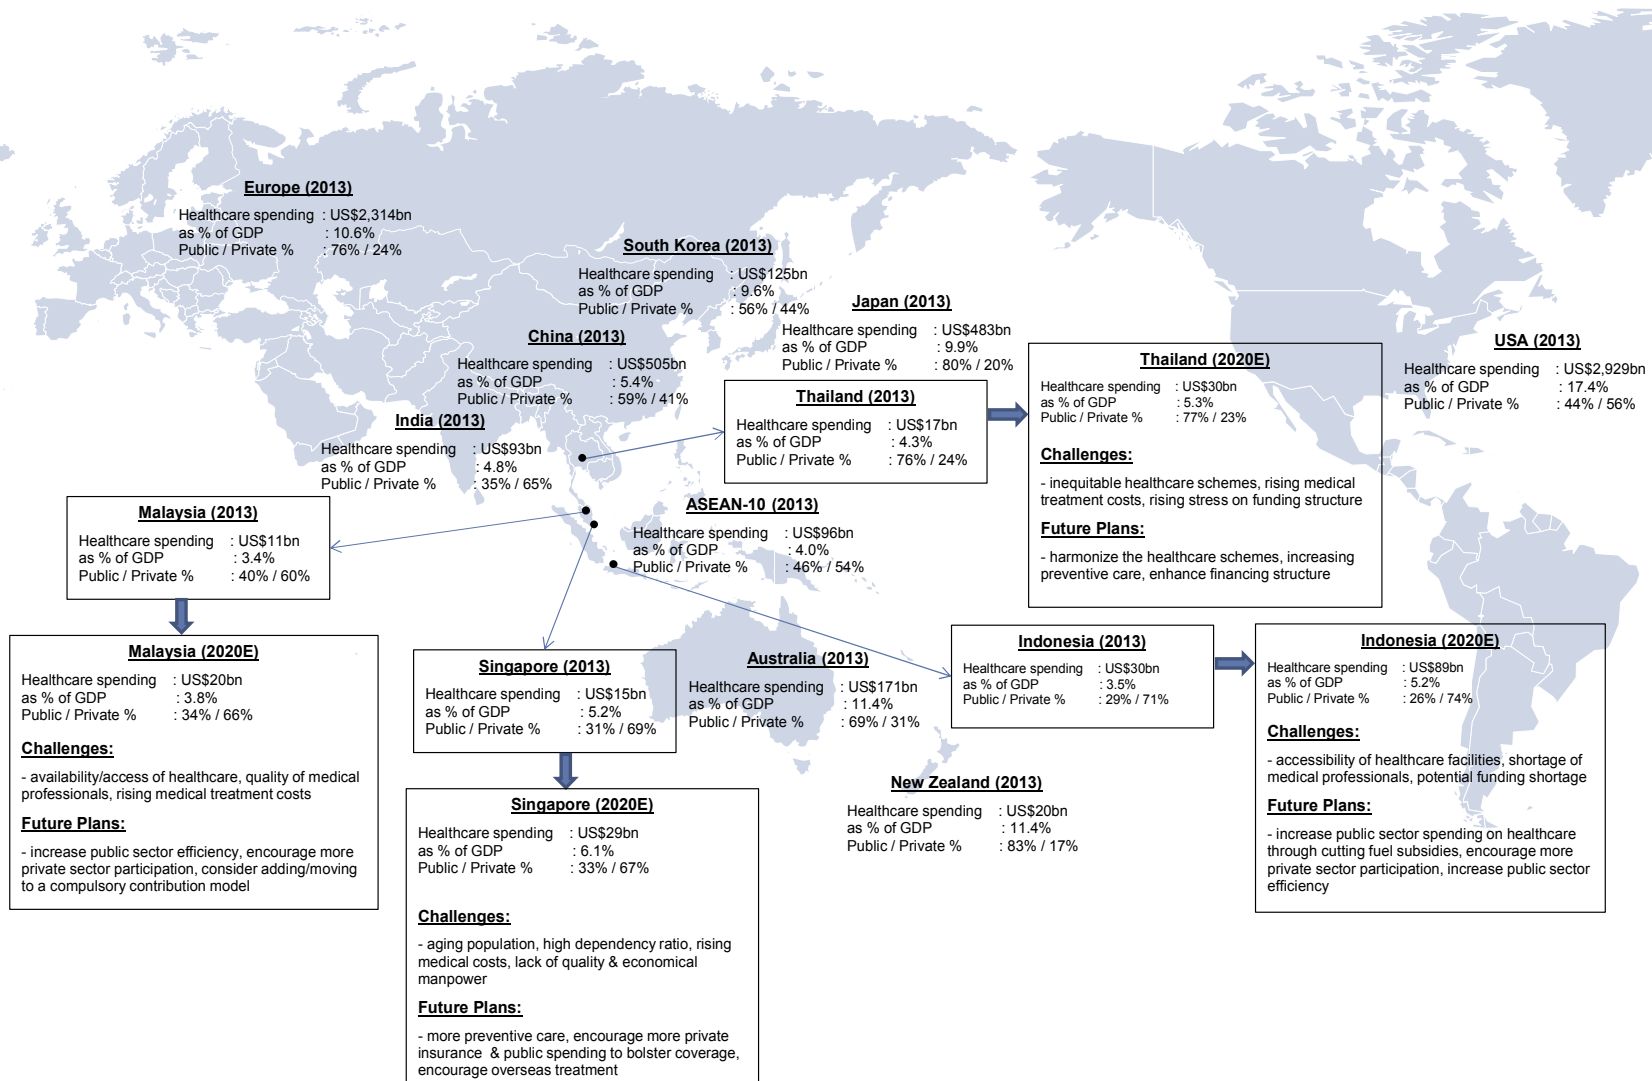 Europe (2013)
Healthcare spending : US$2,314bn
as % of GDP : 10.6%
Public / Private % : 76% / 24%
South Korea (2013)
Healthcare spending : US$125bn
as % of GDP : 9.6%
Public / Private % : 56% / 44%
Japan (2013)
Healthcare spending : US$483bn
as % of GDP : 9.9%
Public / Private % : 80% / 20%
China (2013)
Healthcare spending : US$505bn
as % of GDP : 5.4%
Public / Private % : 59% / 41%
USA (2013)
Healthcare spending : US$2,929bn
as % of GDP : 17.4%
Public / Private % : 44% / 56%
Thailand (2013)
Healthcare spending : US$17bn
as % of GDP : 4.3%
Public / Private % : 76% / 24%
Thailand (2020E)
Healthcare spending : US$30bn
as % of GDP : 5.3%
Public / Private % : 77% / 23%
Challenges:
- inequitable healthcare schemes, rising medical
treatment costs, rising stress on funding structure
Future Plans:
- harmonize the healthcare schemes, increasing
preventive care, enhance financing structure
India (2013)
Healthcare spending : US$93bn
as % of GDP : 4.8%
Public / Private % : 35% / 65%
ASEAN-10 (2013)
Healthcare spending : US$96bn
as % of GDP : 4.0%
Public / Private % : 46% / 54%
Malaysia (2013)
Healthcare spending : US$11bn
as % of GDP : 3.4%
Public / Private % : 40% / 60%
Malaysia (2020E)
Healthcare spending : US$20bn
as % of GDP : 3.8%
Public / Private % : 34% / 66%
Challenges:
- availability/access of healthcare, quality of medical
professionals, rising medical treatment costs
Future Plans:
- increase public sector efficiency, encourage more
private sector participation, consider adding/moving
to a compulsory contribution model
Singapore (2013)
Healthcare spending : US$15bn
as % of GDP : 5.2%
Public / Private % : 31% / 69%
Singapore (2020E)
Healthcare spending : US$29bn
as % of GDP : 6.1%
Public / Private % : 33% / 67%
Challenges:
- aging population, high dependency ratio, rising
medical costs, lack of quality & economical
manpower
Future Plans:
- more preventive care, encourage more private
insurance & public spending to bolster coverage,
encourage overseas treatment
Australia (2013)
Healthcare spending : US$171bn
as % of GDP : 11.4%
Public / Private % : 69% / 31%
New Zealand (2013)
Healthcare spending : US$20bn
as % of GDP : 11.4%
Public / Private % : 83% / 17%
Indonesia (2013)
Healthcare spending : US$30bn
as % of GDP : 3.5%
Public / Private % : 29% / 71%
Indonesia (2020E)
Healthcare spending : US$89bn
as % of GDP : 5.2%
Public / Private % : 26% / 74%
Challenges:
- accessibility of healthcare facilities, shortage of
medical professionals, potential funding shortage
Future Plans:
- increase public sector spending on healthcare
through cutting fuel subsidies, encourage more
private sector participation, increase public sector
efficiency